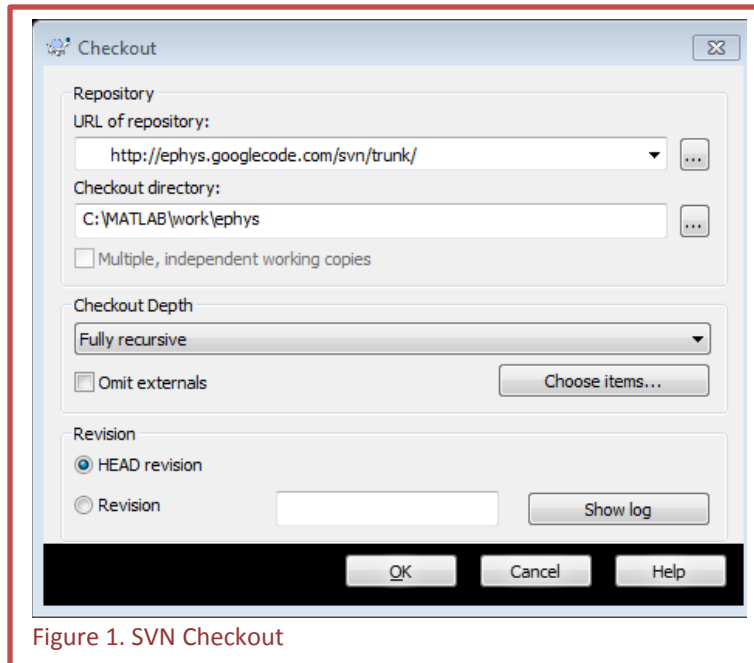 Checkout
Repository
URL of repository:
http://ephys.googlecode.com/svn/trunk/
...
Checkout directory:
C:\MATLAB\work\ephys
...
Multiple, independent working copies
Checkout Depth
Fully recursive
Omit externals
Choose items...
Revision
HEAD revision
Revision
Show log
OK
Cancel
Help
Figure 1. SVN Checkout